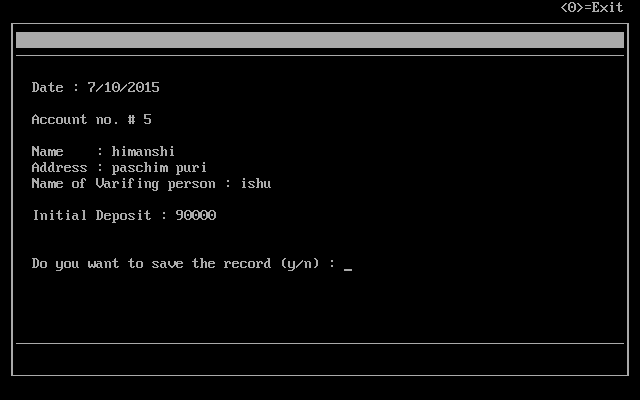 <0>=Exit
Date : 7/10/2015
Account no. # 5
Name    : himanshi
Address : paschim puri
Name of Varifing person : ishu
Initial Deposit : 90000
Do you want to save the record (y/n) : _